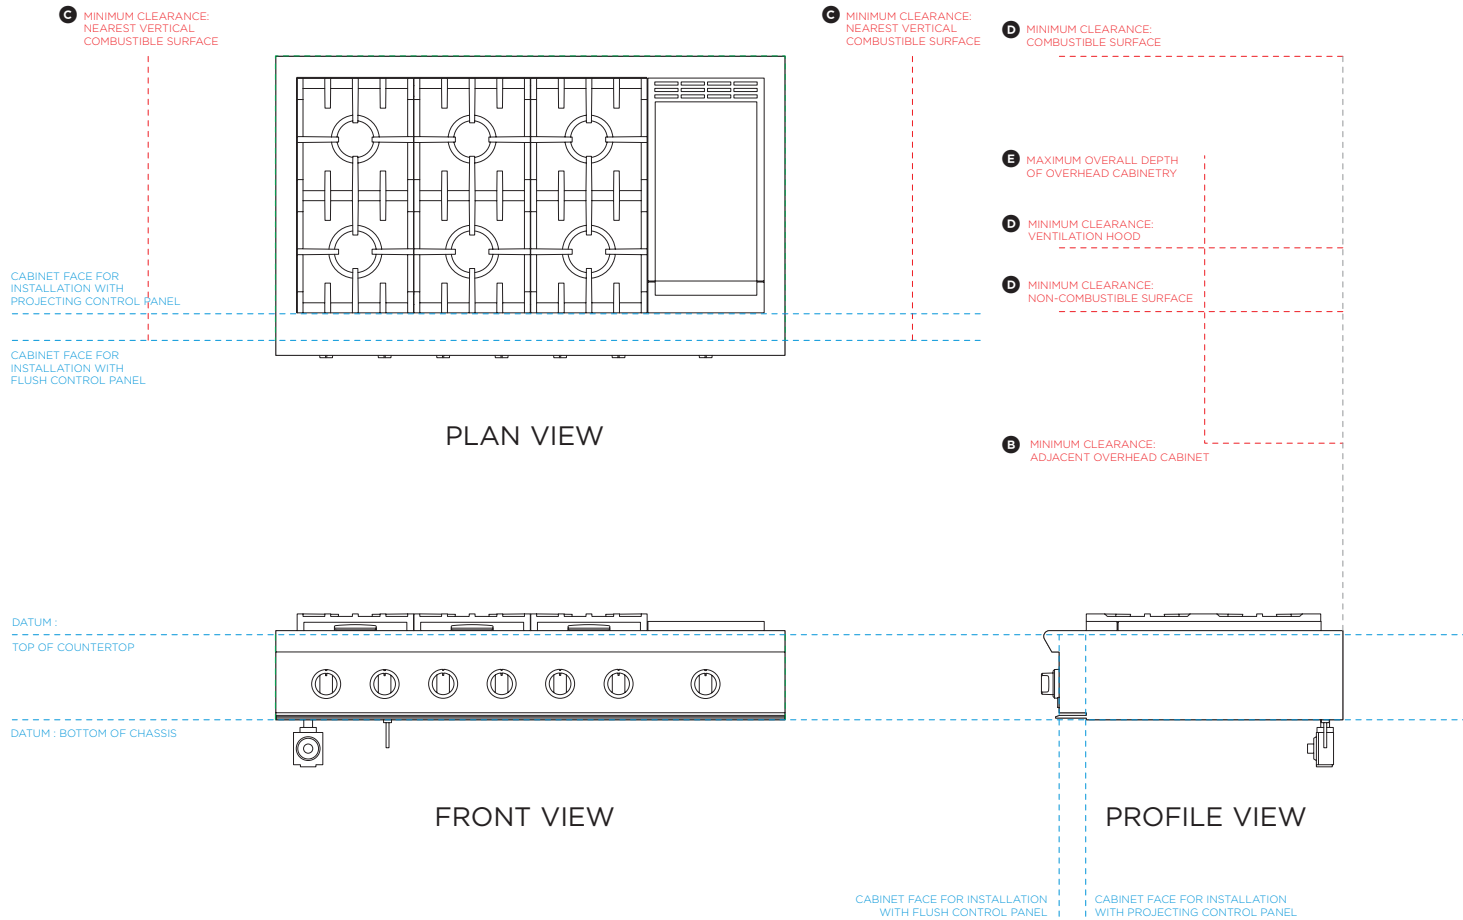 C MINIMUM CLEARANCE:
NEAREST VERTICAL
COMBUSTIBLE SURFACE
C MINIMUM CLEARANCE:
NEAREST VERTICAL
COMBUSTIBLE SURFACE
D MINIMUM CLEARANCE:
COMBUSTIBLE SURFACE
E MAXIMUM OVERALL DEPTH
OF OVERHEAD CABINETRY
D MINIMUM CLEARANCE:
VENTILATION HOOD
D MINIMUM CLEARANCE:
NON-COMBUSTIBLE SURFACE
B MINIMUM CLEARANCE:
ADJACENT OVERHEAD CABINET
CABINET FACE FOR
INSTALLATION WITH
PROJECTING CONTROL PANEL
CABINET FACE FOR
INSTALLATION WITH
FLUSH CONTROL PANEL
PLAN VIEW
DATUM :
TOP OF COUNTERTOP
DATUM : BOTTOM OF CHASSIS
FRONT VIEW
PROFILE VIEW
CABINET FACE FOR INSTALLATION
WITH FLUSH CONTROL PANEL
CABINET FACE FOR INSTALLATION
WITH PROJECTING CONTROL PANEL